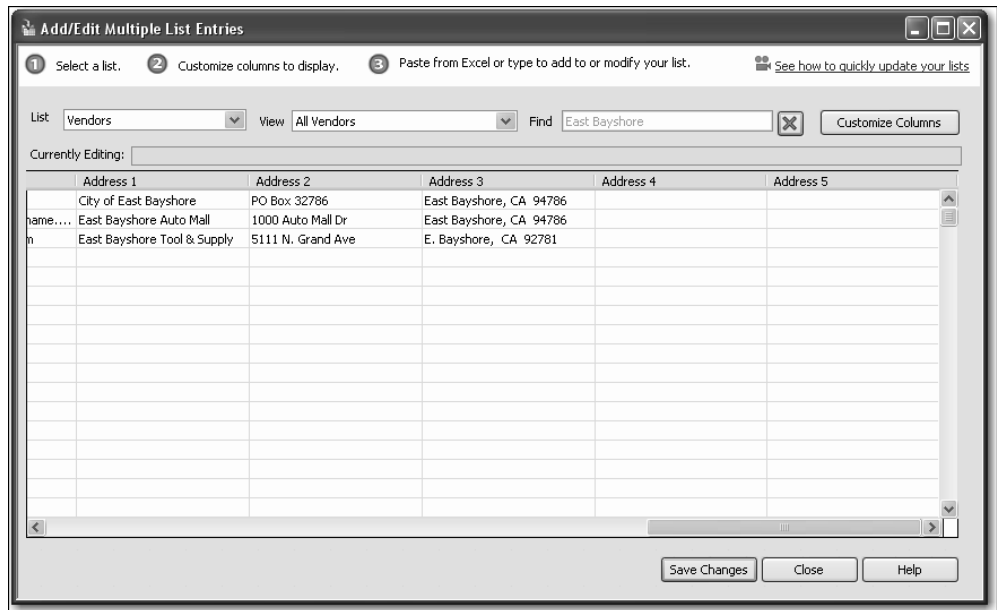 Add/Edit Multiple List Entries
1 Select a list. 2 Customize columns to display. 3 Paste from Excel or type to add to or modify your list. See how to quickly update your lists
List Vendors View All Vendors Find East Bayshore Customize Columns
Currently Editing:
Address 1 Address 2 Address 3 Address 4 Address 5
City of East Bayshore PO Box 32786 East Bayshore, CA 94786
name.... East Bayshore Auto Mall 1000 Auto Mall Dr East Bayshore, CA 94786
m East Bayshore Tool & Supply 5111 N. Grand Ave E. Bayshore, CA 92781
Save Changes Close Help